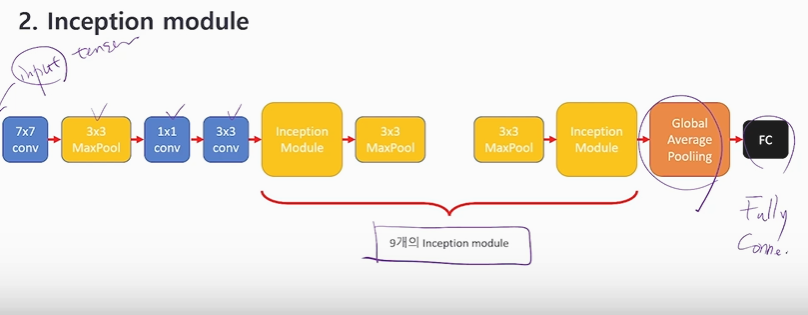 2. Inception module
input tensor
7x7
conv
3x3
MaxPool
1x1
conv
3x3
conv
Inception
Module
3x3
MaxPool
3x3
MaxPool
Inception
Module
Global
Average
Pooliing
FC
Fully
Conne.
9개의 Inception module